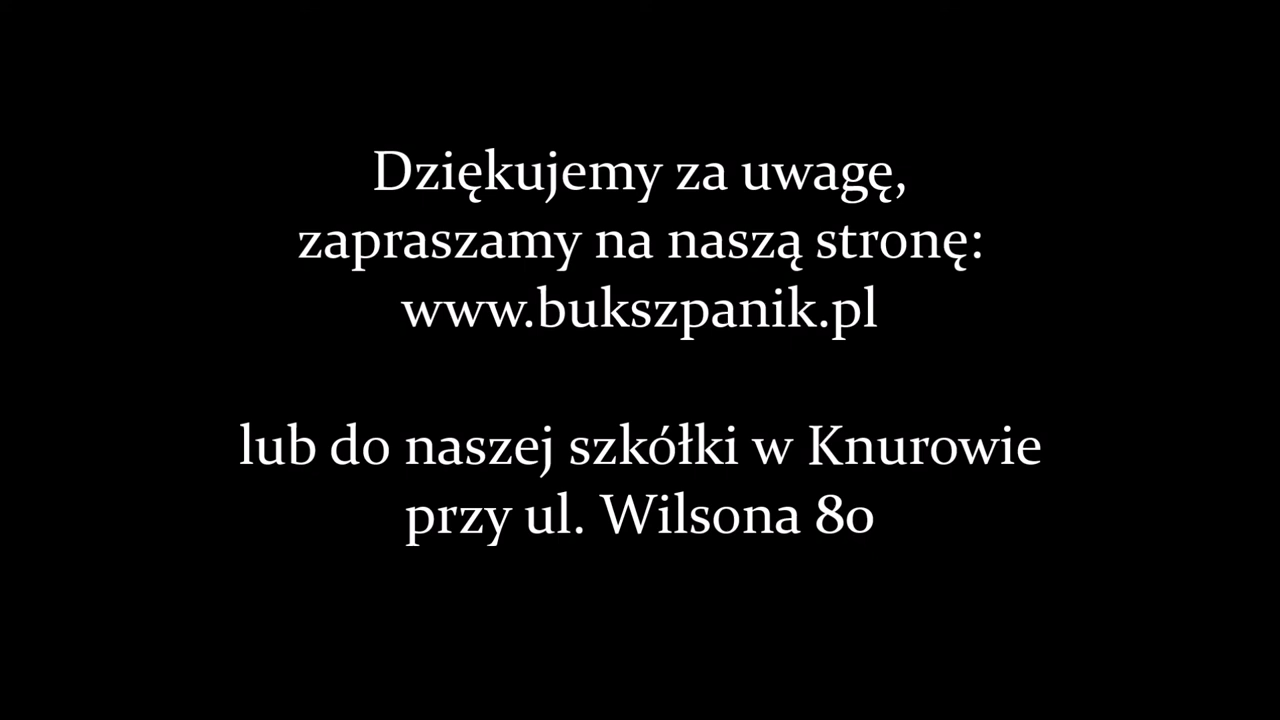 Dziękujemy za uwagę,
zapraszamy na naszą stronę:
www.bukszpanik.pl
lub do naszej szkółki w Knurowie
przy ul. Wilsona 80